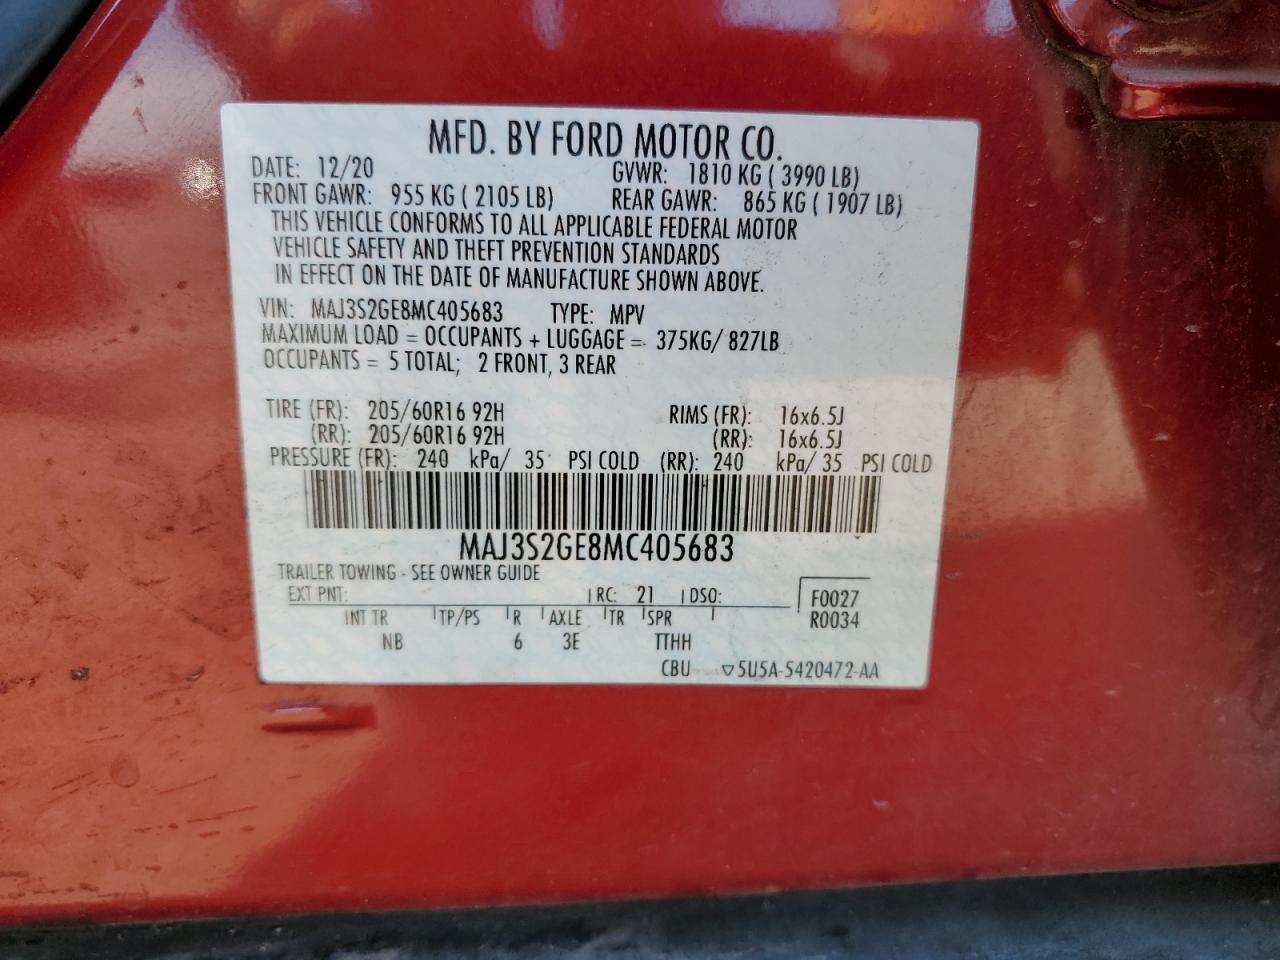 MFD. BY FORD MOTOR CO.
DATE: 12/20 GVWR: 1810 KG ( 3990 LB)
FRONT GAWR: 955 KG ( 2105 LB) REAR GAWR: 865 KG ( 1907 LB)
THIS VEHICLE CONFORMS TO ALL APPLICABLE FEDERAL MOTOR
VEHICLE SAFETY AND THEFT PREVENTION STANDARDS
IN EFFECT ON THE DATE OF MANUFACTURE SHOWN ABOVE.
VIN: MAJ3S2GE8MC405683 TYPE: MPV
MAXIMUM LOAD = OCCUPANTS + LUGGAGE = 375KG/ 827LB
OCCUPANTS = 5 TOTAL; 2 FRONT, 3 REAR
TIRE (FR): 205/60R16 92H RIMS (FR): 16x6.5J
(RR): 205/60R16 92H (RR): 16x6.5J
PRESSURE (FR): 240 kPa/ 35 PSI COLD (RR): 240 kPa/ 35 PSI COLD
MAJ3S2GE8MC405683
TRAILER TOWING - SEE OWNER GUIDE
EXT PNT: RC: 21 DSO: F0027
INT TR TP/PS R AXLE TR SPR R0034
NB 6 3E TTHH
CBU ▽5U5A-5420472-AA